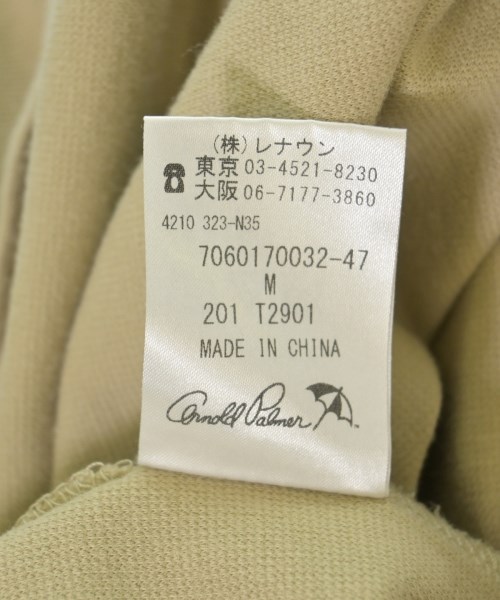 (株)レナウン
東京 03-4521-8230
大阪 06-7177-3860
4210 323-N35
7060170032-47
M
201 T2901
MADE IN CHINA
Arnold Palmer